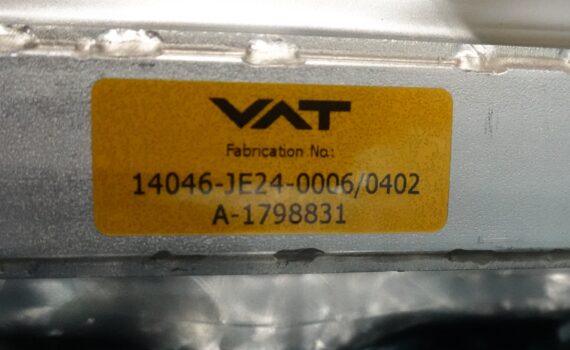 VAT
Fabrication No.:
14046-JE24-0006/0402
A-1798831